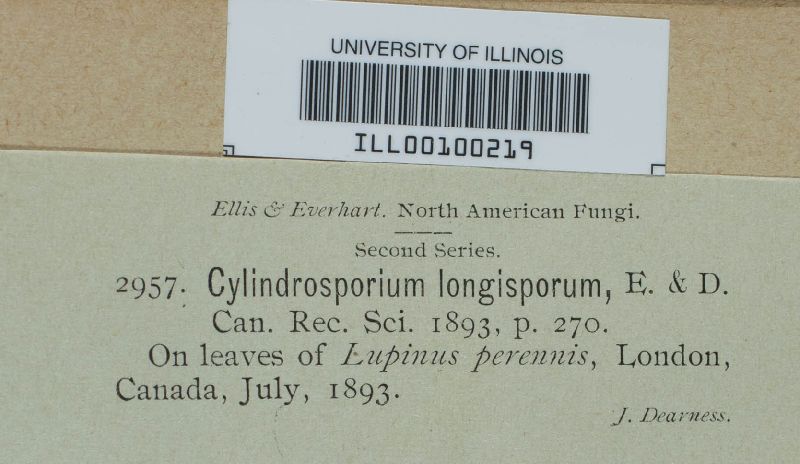 UNIVERSITY OF ILLINOIS
ILL00100219
Ellis & Everhart. North American Fungi.
Second Series.
2957. Cylindrosporium longisporum, E. & D.
Can. Rec. Sci. 1893, p. 270.
On leaves of Lupinus perennis, London,
Canada, July, 1893.
J. Dearness.